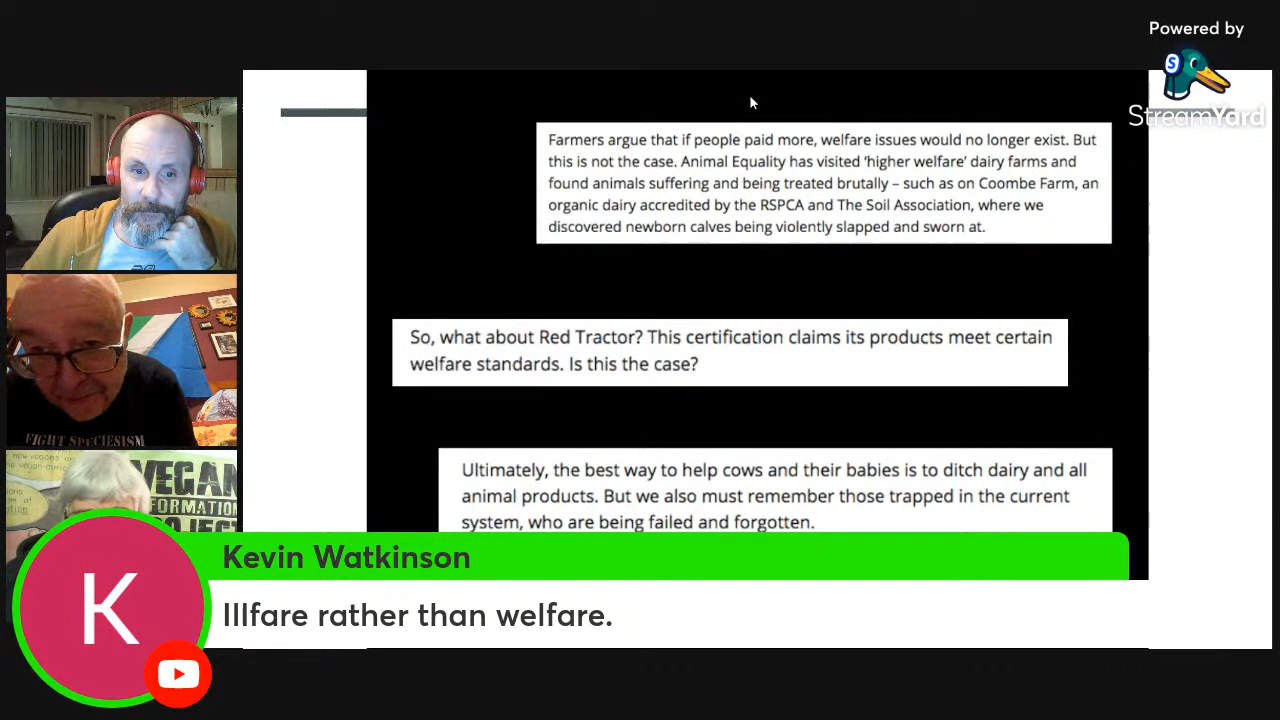 Powered by
StreamYard
Farmers argue that if people paid more, welfare issues would no longer exist. But
this is not the case. Animal Equality has visited ‘higher welfare’ dairy farms and
found animals suffering and being treated brutally – such as on Coombe Farm, an
organic dairy accredited by the RSPCA and The Soil Association, where we
discovered newborn calves being violently slapped and sworn at.
So, what about Red Tractor? This certification claims its products meet certain
welfare standards. Is this the case?
Ultimately, the best way to help cows and their babies is to ditch dairy and all
animal products. But we also must remember those trapped in the current
system, who are being failed and forgotten.
FIGHT SPECIESISM
VEGAN
Kevin Watkinson
K
Illfare rather than welfare.